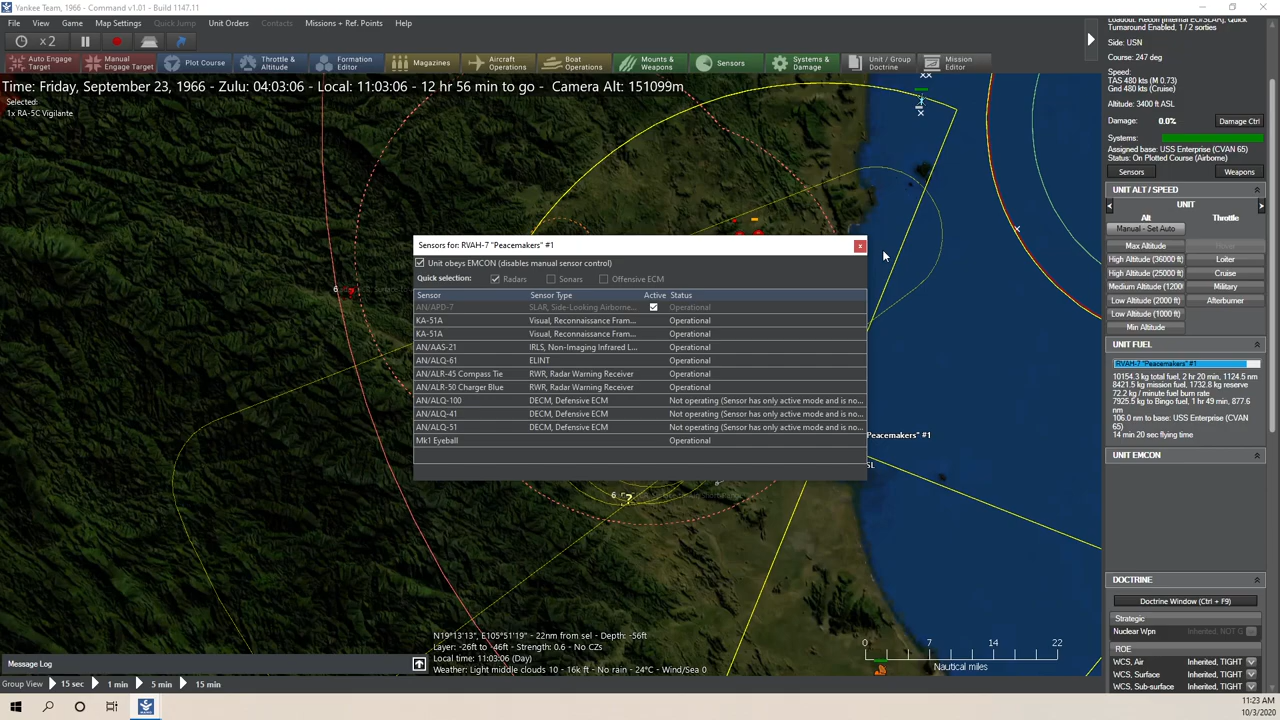 Yankee Team, 1966 - Command v1.01 - Build 1147.11
File View Game Map Settings Quick Jump Unit Orders Contacts Missions + Ref. Points Help
x 2
Auto Engage Target
Manual Engage Target
Plot Course
Throttle & Altitude
Formation Editor
Magazines
Aircraft Operations
Boat Operations
Mounts & Weapons
Sensors
Systems & Damage
Unit / Group Doctrine
Mission Editor
Time: Friday, September 23, 1966 - Zulu: 04:03:06 - Local: 11:03:06 - 12 hr 56 min to go - Camera Alt: 151099m
Selected:
1x RA-5C Vigilante
Sensors for: RVAH-7 "Peacemakers" #1
x
Unit obeys EMCON (disables manual sensor control)
Quick selection: Radars Sonars Offensive ECM
Sensor Sensor Type Active Status
AN/APD-7 SLAR, Side-Looking Airborne... Operational
KA-51A Visual, Reconnaissance Fram... Operational
KA-51A Visual, Reconnaissance Fram... Operational
AN/AAS-21 IRLS, Non-Imaging Infrared L... Operational
AN/ALQ-61 ELINT Operational
AN/ALR-45 Compass Tie RWR, Radar Warning Receiver Operational
AN/ALR-50 Charger Blue RWR, Radar Warning Receiver Operational
AN/ALQ-100 DECM, Defensive ECM Not operating (Sensor has only active mode and is no...
AN/ALQ-41 DECM, Defensive ECM Not operating (Sensor has only active mode and is no...
AN/ALQ-51 DECM, Defensive ECM Not operating (Sensor has only active mode and is no...
Mk1 Eyeball Operational
Peacemakers" #1
6
6
?
N19°13'13", E105°51'19" - 22nm from sel - Depth: -56ft
Layer: -26ft to -46ft - Strength: 0.6 - No CZs
Local time: 11:03:06 (Day)
Weather: Light middle clouds 10 - 16k ft - No rain - 24°C - Wind/Sea 0
0 7 14 22
Nautical miles
Loadout: Recon [Internal EO/SLAR], Quick
Turnaround Enabled, 1 / 2 sorties
Side: USN
Course: 247 deg
Speed:
TAS 480 kts (M 0.73)
Gnd 480 kts (Cruise)
Altitude: 3400 ft ASL
Damage: 0.0% Damage Ctrl
Systems:
Assigned base: USS Enterprise (CVAN 65)
Status: On Plotted Course (Airborne)
Sensors Weapons
UNIT ALT / SPEED
UNIT
Alt Throttle
Manual - Set Auto
Max Altitude Hover
High Altitude (36000 ft) Loiter
High Altitude (25000 ft) Cruise
Medium Altitude (1200 Military
Low Altitude (2000 ft) Afterburner
Low Altitude (1000 ft)
Min Altitude
UNIT FUEL
RVAH-7 "Peacemakers" #1
10154.3 kg total fuel, 2 hr 20 min, 1124.5 nm
8421.5 kg mission fuel, 1732.8 kg reserve
72.2 kg / minute fuel burn rate
7925.5 kg to Bingo fuel, 1 hr 49 min, 877.6
nm
106.0 nm to base: USS Enterprise (CVAN
65)
14 min 20 sec flying time
UNIT EMCON
DOCTRINE
Doctrine Window (Ctrl + F9)
Strategic
Nuclear Wpn Inherited, NOT G
ROE
WCS, Air Inherited, TIGHT
WCS, Surface Inherited, TIGHT
WCS, Sub-surface Inherited, TIGHT
Message Log
Group View 15 sec 1 min 5 min 15 min
11:23 AM
10/3/2020